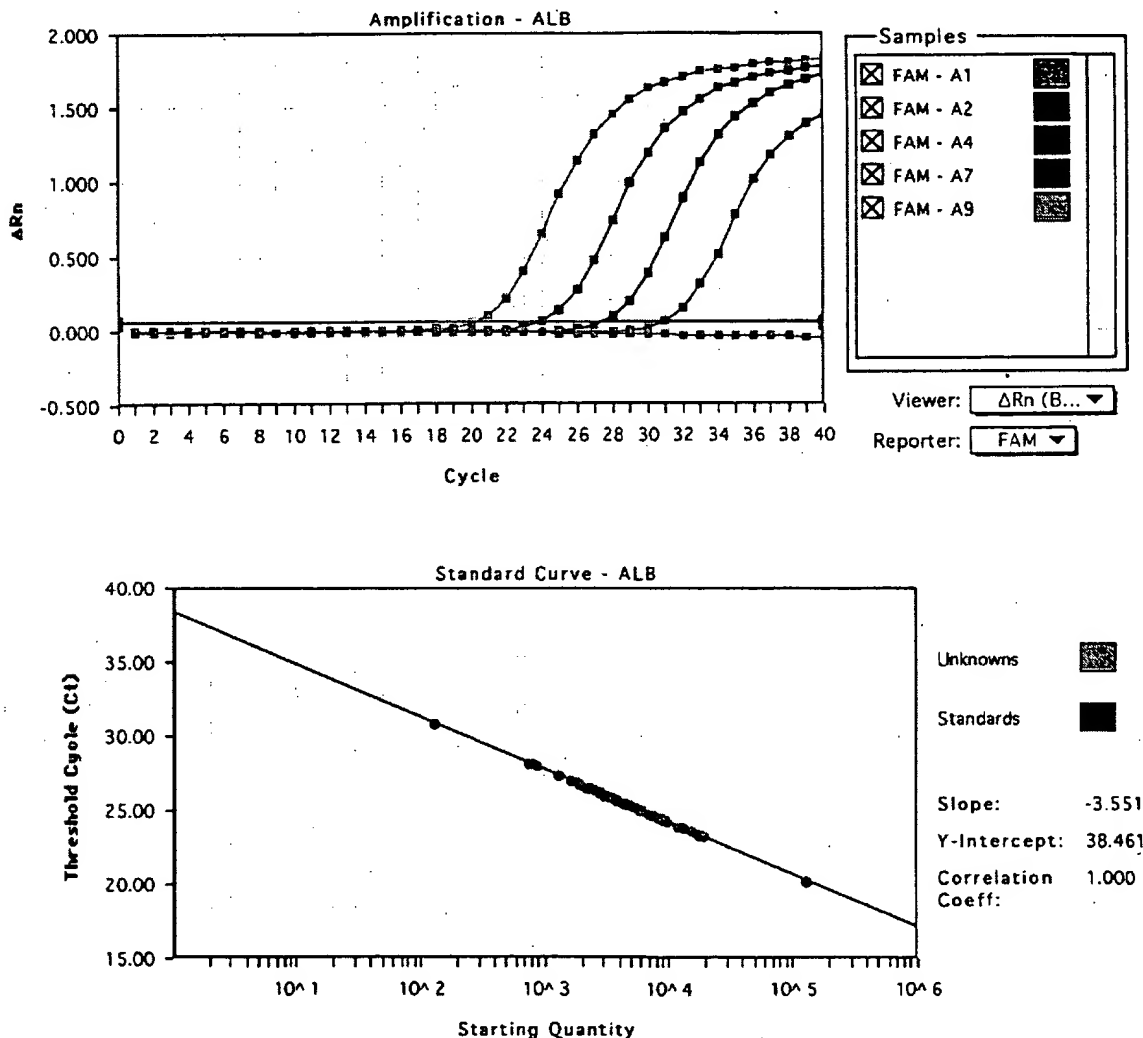 Amplification - ALB
2.000
1.500
1.000
0.500
0.000
-0.500
ΔRn
0 2 4 6 8 10 12 14 16 18 20 22 24 26 28 30 32 34 36 38 40
Cycle
Samples
FAM - A1
FAM - A2
FAM - A4
FAM - A7
FAM - A9
Viewer: ΔRn (B... ▼
Reporter: FAM ▼
Standard Curve - ALB
40.00
35.00
30.00
25.00
20.00
15.00
Threshold Cycle (Ct)
10^1 10^2 10^3 10^4 10^5 10^6
Starting Quantity
Unknowns
Standards
Slope: -3.551
Y-Intercept: 38.461
Correlation 1.000
Coeff: